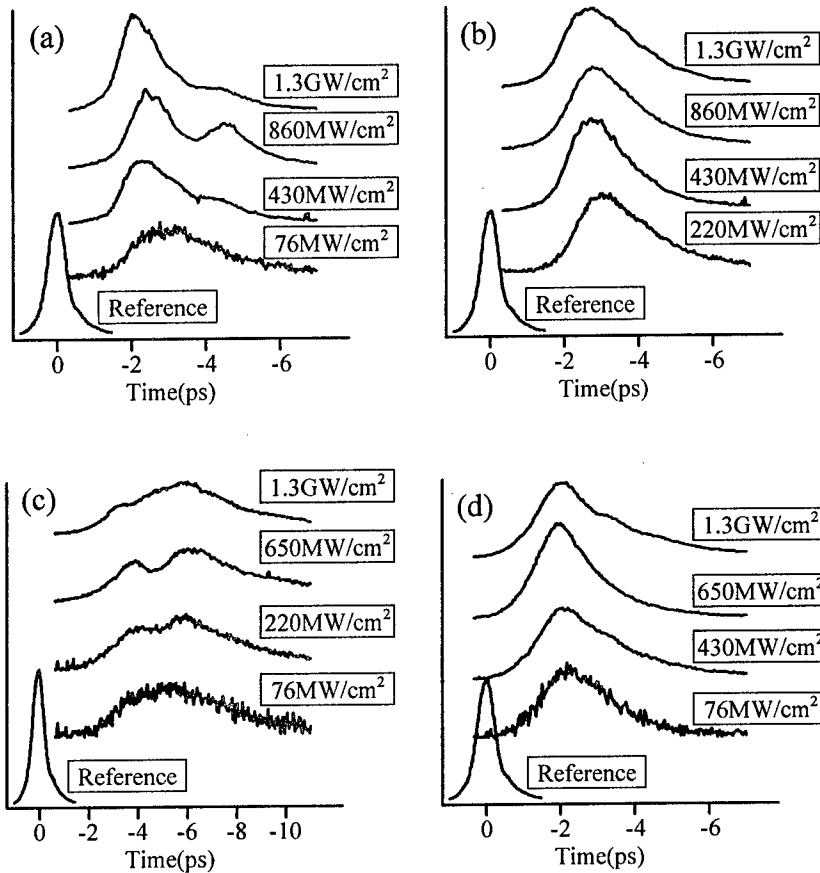 (a)
1.3GW/cm²
860MW/cm²
430MW/cm²
76MW/cm²
Reference
0 -2 -4 -6
Time(ps)
(b)
1.3GW/cm²
860MW/cm²
430MW/cm²
220MW/cm²
Reference
0 -2 -4 -6
Time(ps)
(c)
1.3GW/cm²
650MW/cm²
220MW/cm²
76MW/cm²
Reference
0 -2 -4 -6 -8 -10
Time(ps)
(d)
1.3GW/cm²
650MW/cm²
430MW/cm²
76MW/cm²
Reference
0 -2 -4 -6
Time(ps)